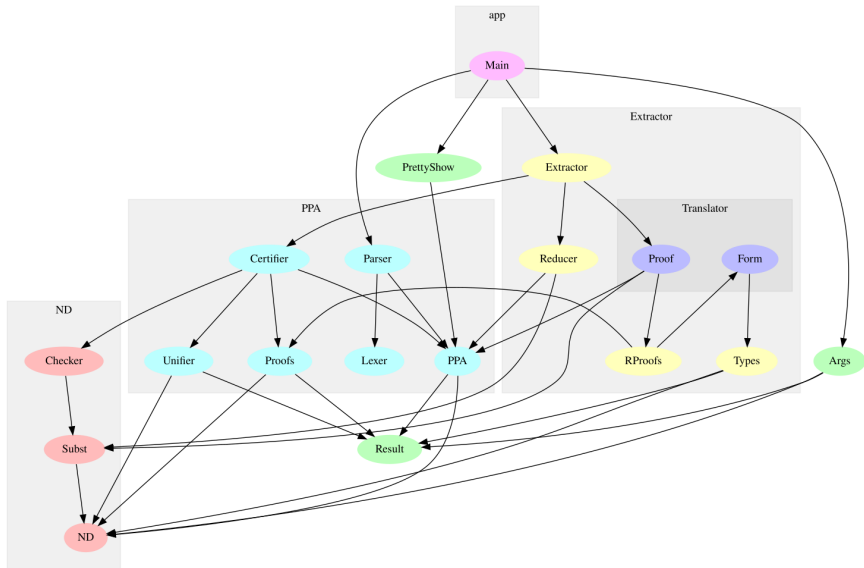 app
Main
Extractor
PrettyShow
Extractor
PPA
Translator
Certifier
Parser
Reducer
Proof
Form
ND
Checker
Unifier
Proofs
Lexer
PPA
RProofs
Types
Args
Subst
Result
ND